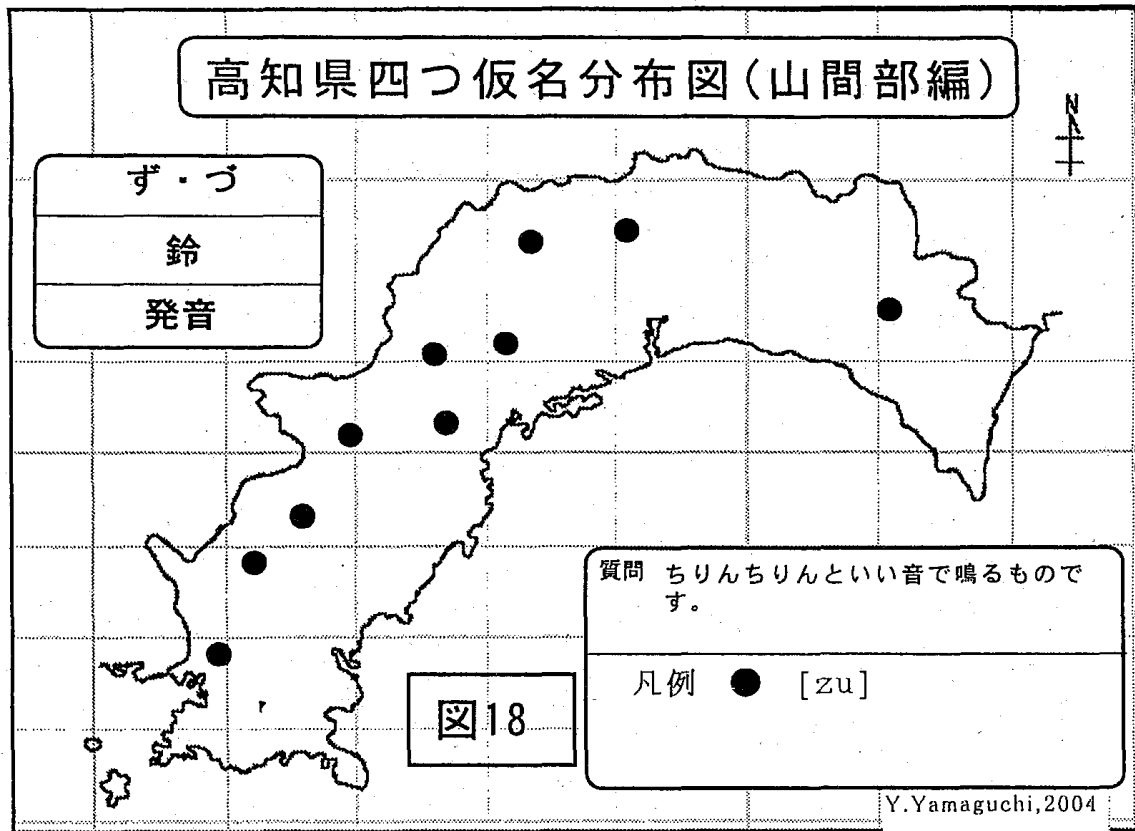 高知県四つ仮名分布図(山間部編)
N
ず・づ
鈴
発音
質問 ちりんちりんといい音で鳴るもので
す。
凡例 ● [zu]
図18
Y.Yamaguchi,2004